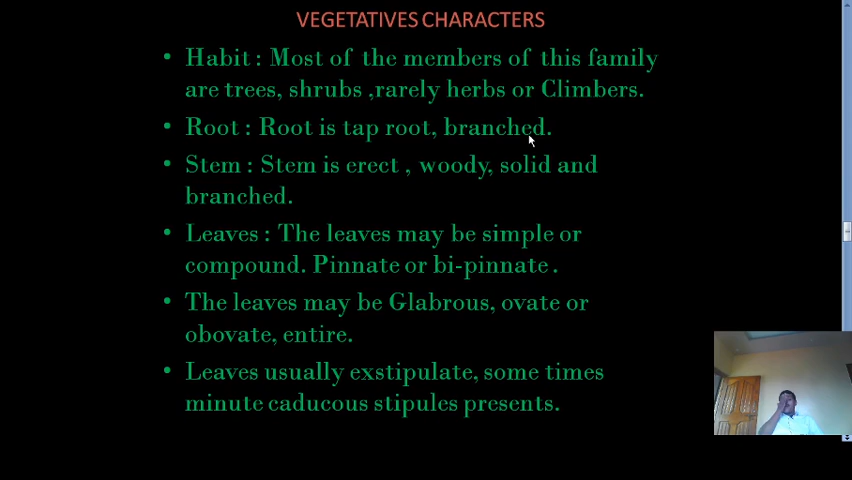 VEGETATIVES CHARACTERS
• Habit : Most of the members of this family
are trees, shrubs ,rarely herbs or Climbers.
• Root : Root is tap root, branched.
• Stem : Stem is erect , woody, solid and
branched.
• Leaves : The leaves may be simple or
compound. Pinnate or bi-pinnate .
• The leaves may be Glabrous, ovate or
obovate, entire.
• Leaves usually exstipulate, some times
minute caducous stipules presents.